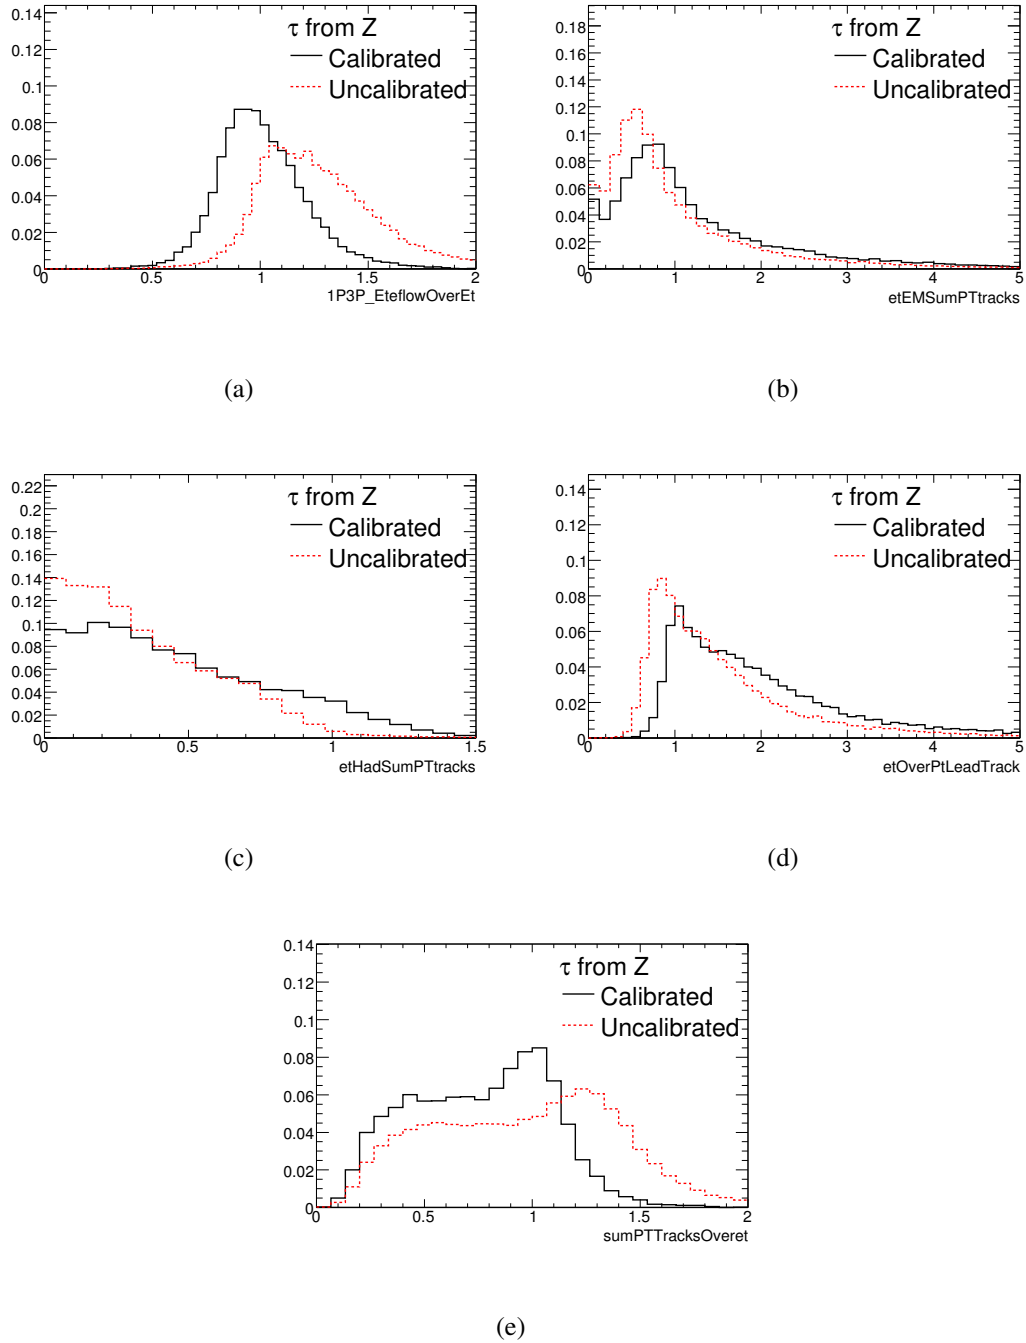 τ from Z
Calibrated
Uncalibrated
0.14
0.12
0.1
0.08
0.06
0.04
0.02
0
0.5
1
1.5
2
1P3P_EteflowOverEt
(a)
τ from Z
Calibrated
Uncalibrated
0.18
0.16
0.14
0.12
0.1
0.08
0.06
0.04
0.02
0
1
2
3
4
5
etEMSumPTtracks
(b)
τ from Z
Calibrated
Uncalibrated
0.22
0.2
0.18
0.16
0.14
0.12
0.1
0.08
0.06
0.04
0.02
0
0.5
1
1.5
etHadSumPTtracks
(c)
τ from Z
Calibrated
Uncalibrated
0.14
0.12
0.1
0.08
0.06
0.04
0.02
0
0
1
2
3
4
5
etOverPtLeadTrack
(d)
τ from Z
Calibrated
Uncalibrated
0.14
0.12
0.1
0.08
0.06
0.04
0.02
0
0
0.5
1
1.5
2
sumPTTracksOveret
(e)